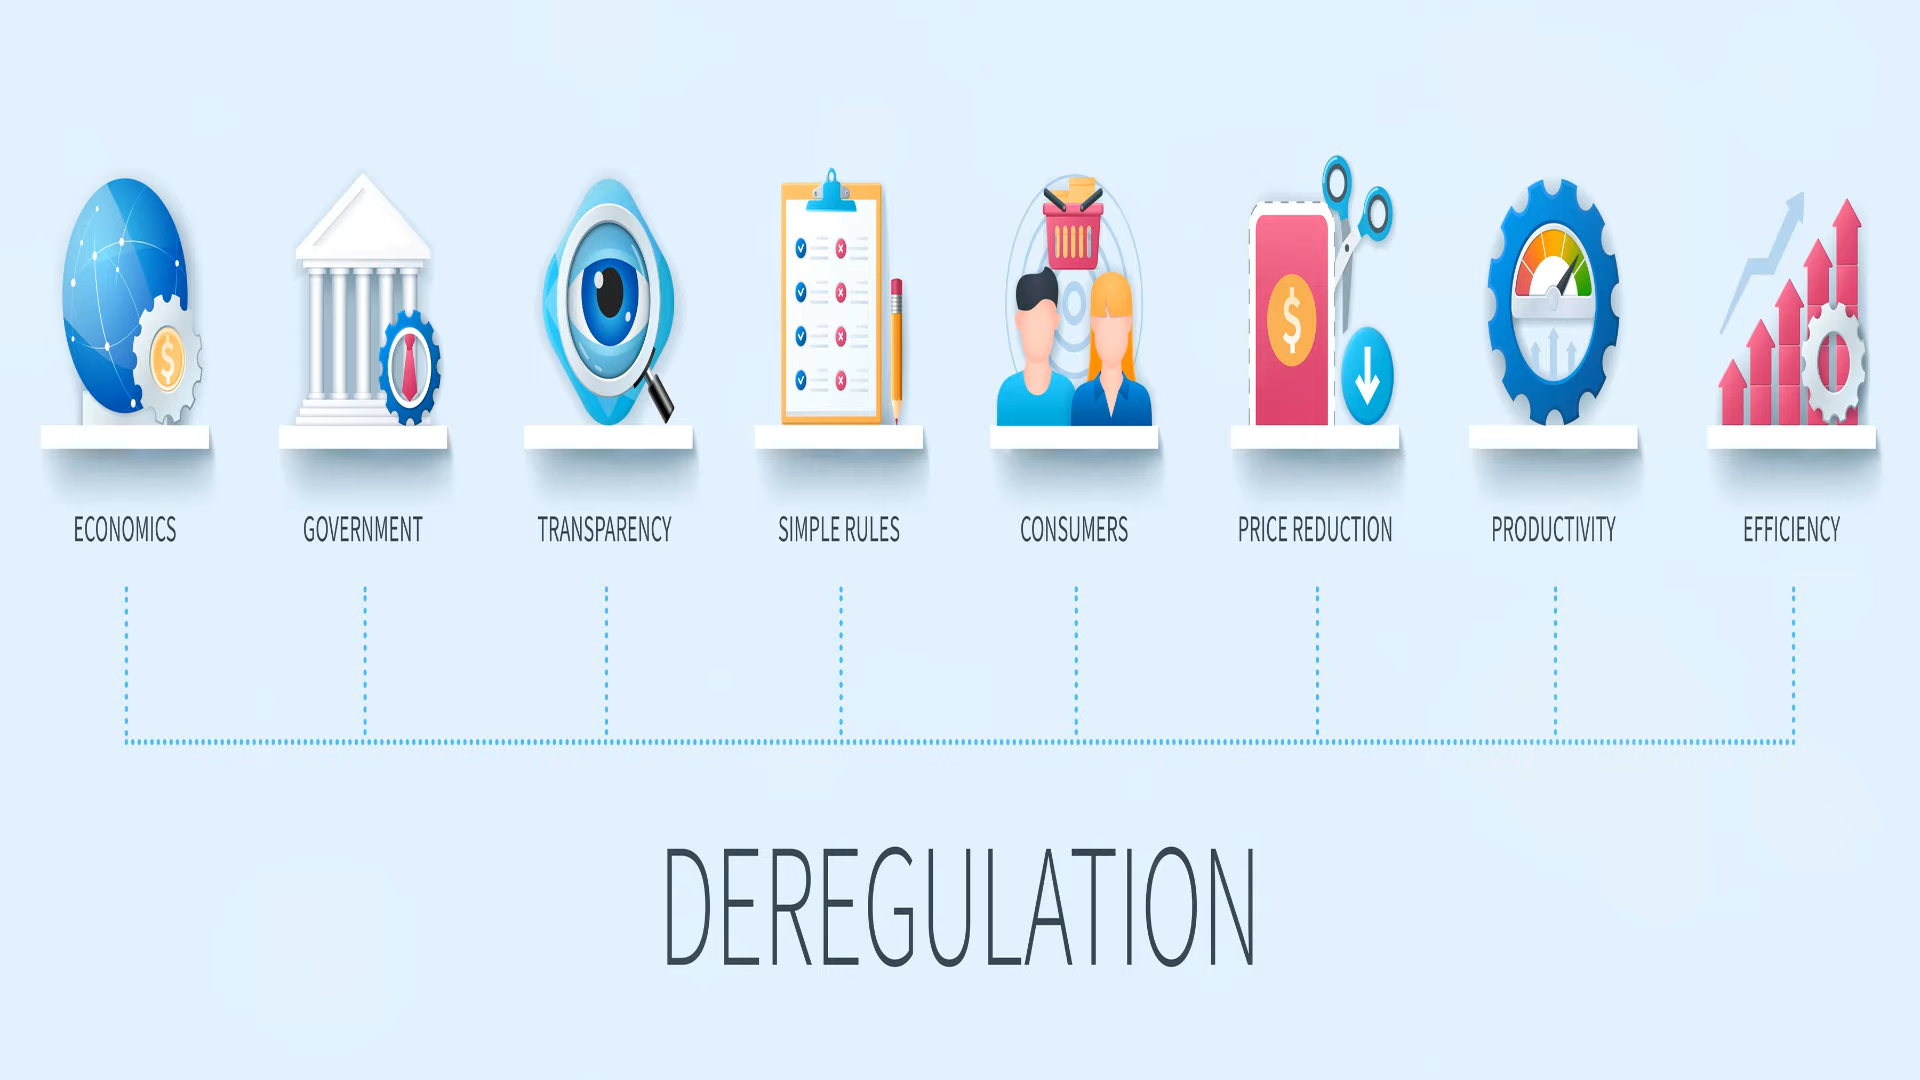 ECONOMICS
GOVERNMENT
TRANSPARENCY
SIMPLE RULES
CONSUMERS
PRICE REDUCTION
PRODUCTIVITY
EFFICIENCY
DEREGULATION